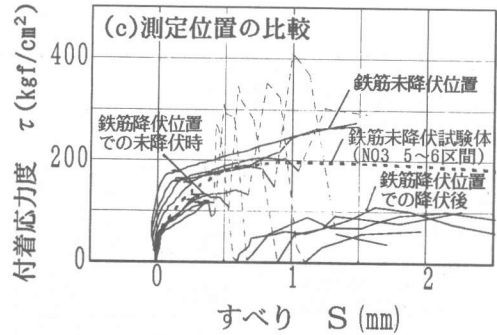 (c)測定位置の比較
付着応力度 τ(kgf/cm²)
400
200
0
鉄筋未降伏位置
鉄筋降伏位置
での未降伏時
鉄筋未降伏試験体
(NO3 5～6区間)
鉄筋降伏位置
での降伏後
0 1 2
すべり S(mm)